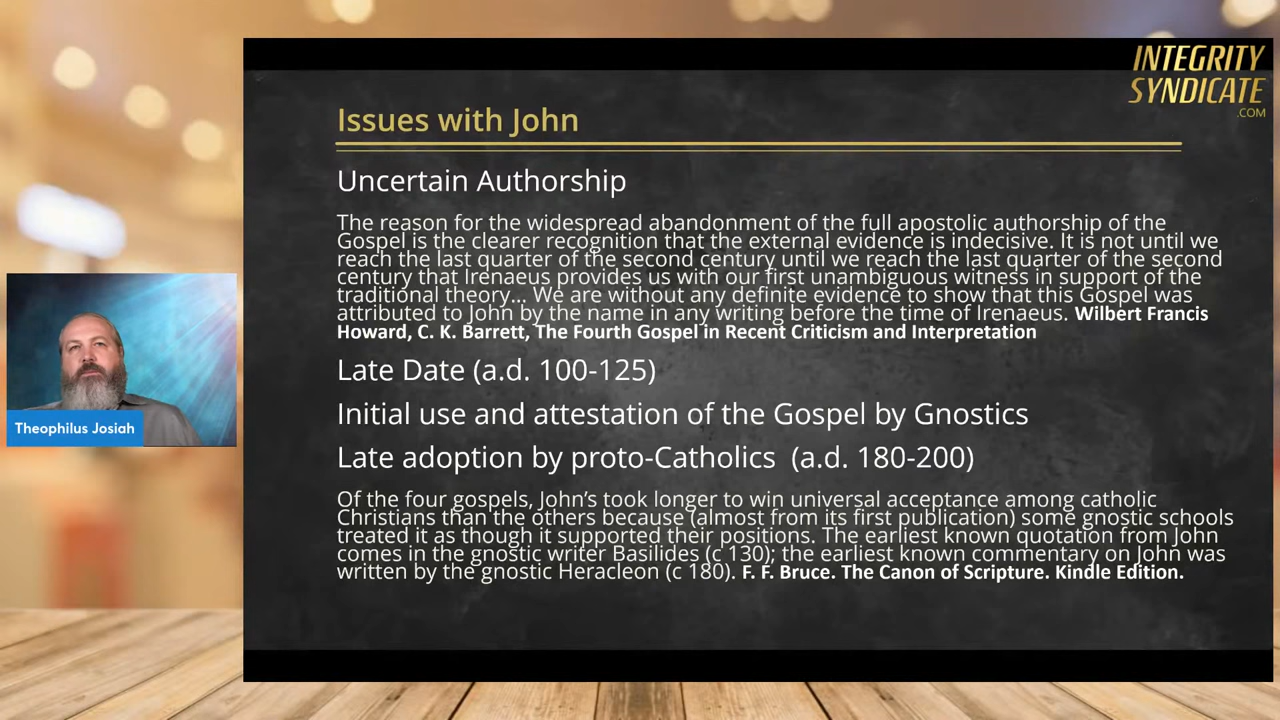 INTEGRITY
SYNDICATE
.COM
Issues with John
Uncertain Authorship
The reason for the widespread abandonment of the full apostolic authorship of the
Gospel is the clearer recognition that the external evidence is indecisive. It is not until we
reach the last quarter of the second century until we reach the last quarter of the second
century that Irenaeus provides us with our first unambiguous witness in support of the
traditional theory... We are without any definite evidence to show that this Gospel was
attributed to John by the name in any writing before the time of Irenaeus. Wilbert Francis
Howard, C. K. Barrett, The Fourth Gospel in Recent Criticism and Interpretation
Late Date (a.d. 100-125)
Initial use and attestation of the Gospel by Gnostics
Late adoption by proto-Catholics (a.d. 180-200)
Of the four gospels, John’s took longer to win universal acceptance among catholic
Christians than the others because (almost from its first publication) some gnostic schools
treated it as though it supported their positions. The earliest known quotation from John
comes in the gnostic writer Basilides (c 130); the earliest known commentary on John was
written by the gnostic Heracleon (c 180). F. F. Bruce. The Canon of Scripture. Kindle Edition.
Theophilus Josiah